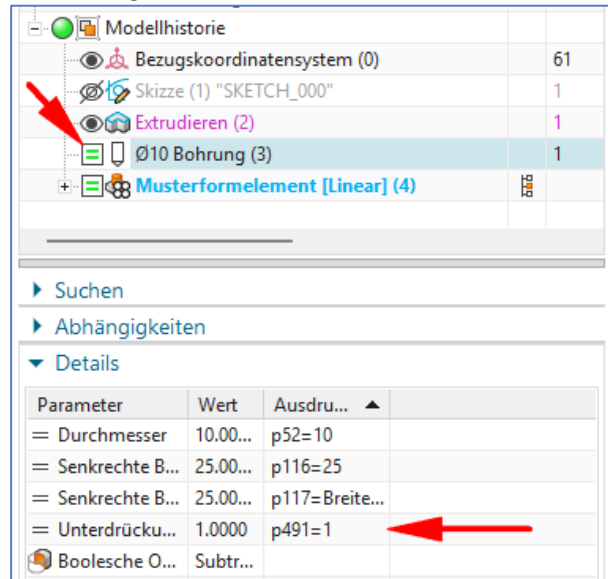 Modellhistorie
Bezugskoordinatensystem (0) 61
Skizze (1) "SKETCH_000" 1
Extrudieren (2) 1
Ø10 Bohrung (3) 1
Musterformelement [Linear] (4)
Suchen
Abhängigkeiten
Details
Parameter Wert Ausdru...
= Durchmesser 10.00... p52=10
= Senkrechte B... 25.00... p116=25
= Senkrechte B... 25.00... p117=Breite...
= Unterdrücku... 1.0000 p491=1
Boolesche O... Subtr...